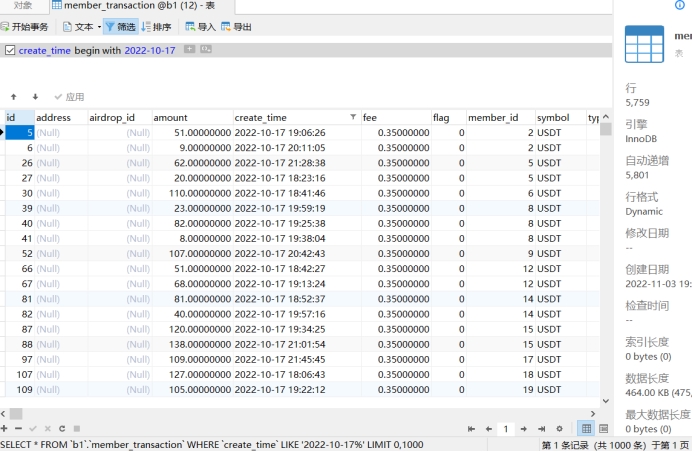 对象 member_transaction @b1 (12) - 表
开始事务 文本 筛选 排序 导入 导出
create_time begin with 2022-10-17
应用
id address airdrop_id amount create_time fee flag member_id symbol
5 (Null) (Null) 51.00000000 2022-10-17 19:06:26 0.35000000 0 2 USDT
6 (Null) (Null) 9.00000000 2022-10-17 20:11:05 0.35000000 0 2 USDT
26 (Null) (Null) 62.00000000 2022-10-17 21:28:38 0.35000000 0 5 USDT
27 (Null) (Null) 20.00000000 2022-10-17 18:23:16 0.35000000 0 5 USDT
30 (Null) (Null) 110.00000000 2022-10-17 18:41:46 0.35000000 0 6 USDT
39 (Null) (Null) 23.00000000 2022-10-17 19:59:19 0.35000000 0 8 USDT
40 (Null) (Null) 82.00000000 2022-10-17 19:25:38 0.35000000 0 8 USDT
41 (Null) (Null) 8.00000000 2022-10-17 19:38:04 0.35000000 0 8 USDT
52 (Null) (Null) 107.00000000 2022-10-17 20:42:43 0.35000000 0 9 USDT
66 (Null) (Null) 51.00000000 2022-10-17 18:42:27 0.35000000 0 12 USDT
67 (Null) (Null) 68.00000000 2022-10-17 19:13:24 0.35000000 0 12 USDT
81 (Null) (Null) 81.00000000 2022-10-17 18:52:37 0.35000000 0 14 USDT
82 (Null) (Null) 40.00000000 2022-10-17 19:57:16 0.35000000 0 14 USDT
87 (Null) (Null) 120.00000000 2022-10-17 19:34:25 0.35000000 0 15 USDT
88 (Null) (Null) 138.00000000 2022-10-17 21:01:54 0.35000000 0 15 USDT
97 (Null) (Null) 109.00000000 2022-10-17 21:45:45 0.35000000 0 17 USDT
107 (Null) (Null) 127.00000000 2022-10-17 18:06:43 0.35000000 0 18 USDT
109 (Null) (Null) 105.00000000 2022-10-17 19:22:12 0.35000000 0 19 USDT
1
SELECT * FROM `b1`.`member_transaction` WHERE `create_time` LIKE '2022-10-17%' LIMIT 0,1000 第 1 条记录 (共 1000 条) 于第 1 页
表
行
5,759
引擎
InnoDB
自动递增
5,801
行格式
Dynamic
修改日期
--
创建日期
2022-11-03 19:
检查时间
--
索引长度
0 bytes (0)
数据长度
464.00 KB (475,
最大数据长度
0 bytes (0)